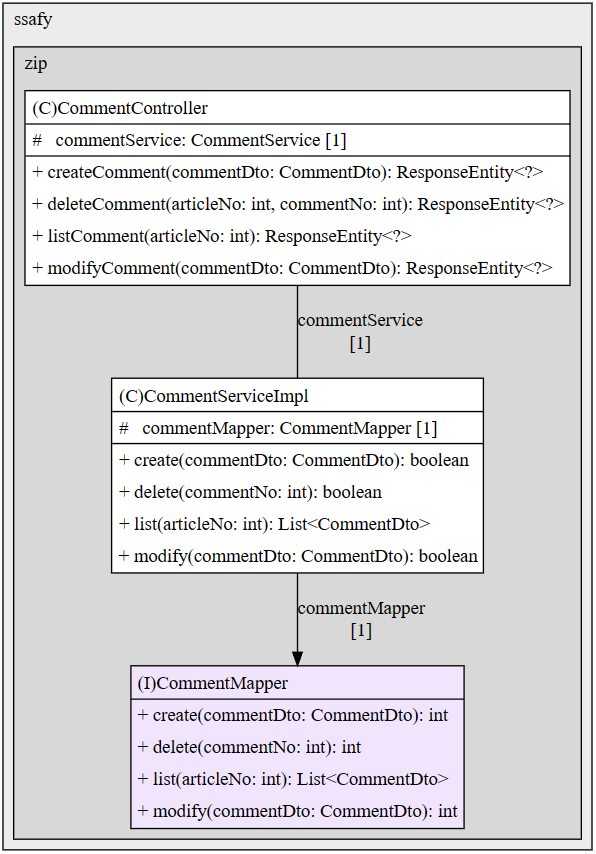 ssafy
zip
(C)CommentController
# commentService: CommentService [1]
+ createComment(commentDto: CommentDto): ResponseEntity<?>
+ deleteComment(articleNo: int, commentNo: int): ResponseEntity<?>
+ listComment(articleNo: int): ResponseEntity<?>
+ modifyComment(commentDto: CommentDto): ResponseEntity<?>
commentService
[1]
(C)CommentServiceImpl
# commentMapper: CommentMapper [1]
+ create(commentDto: CommentDto): boolean
+ delete(commentNo: int): boolean
+ list(articleNo: int): List<CommentDto>
+ modify(commentDto: CommentDto): boolean
commentMapper
[1]
(I)CommentMapper
+ create(commentDto: CommentDto): int
+ delete(commentNo: int): int
+ list(articleNo: int): List<CommentDto>
+ modify(commentDto: CommentDto): int